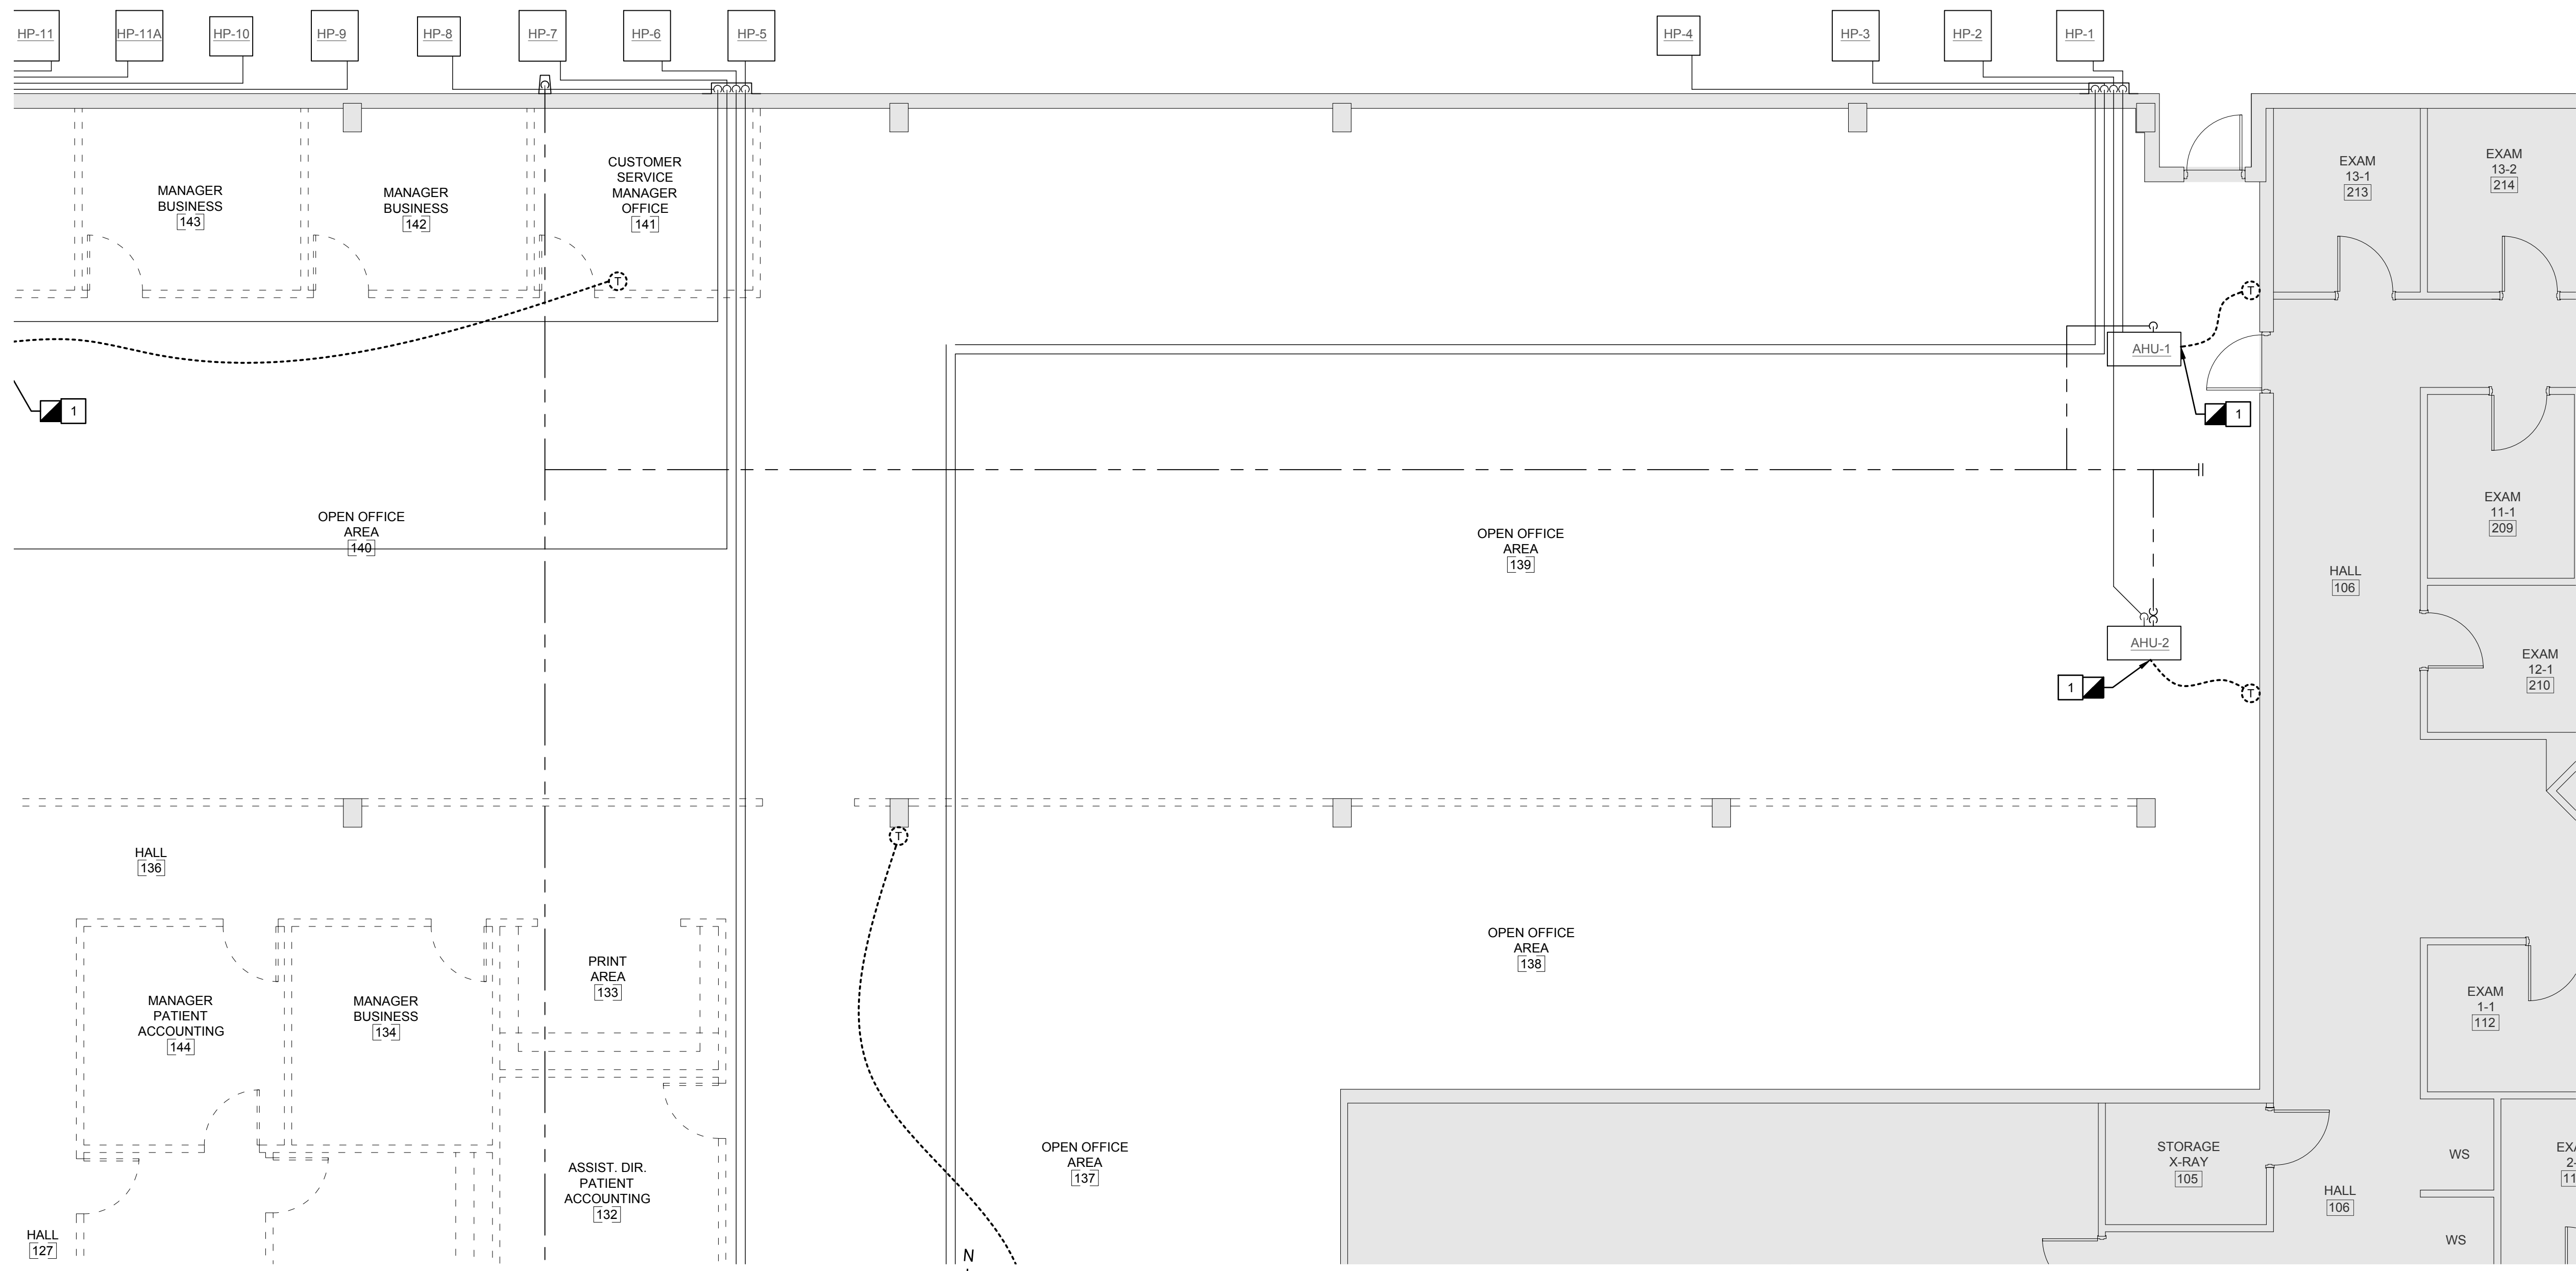 HP-11
HP-11A
HP-10
HP-9
HP-8
HP-7
HP-6
HP-5
HP-4
HP-3
HP-2
HP-1
MANAGER
BUSINESS
143
MANAGER
BUSINESS
142
CUSTOMER
SERVICE
MANAGER
OFFICE
141
EXAM
13-1
213
EXAM
13-2
214
T
T
AHU-1
1
1
OPEN OFFICE
AREA
140
OPEN OFFICE
AREA
139
EXAM
11-1
209
HALL
106
AHU-2
1
T
EXAM
12-1
210
T
HALL
136
OPEN OFFICE
AREA
138
PRINT
AREA
133
MANAGER
PATIENT
ACCOUNTING
144
MANAGER
BUSINESS
134
EXAM
1-1
112
ASSIST. DIR.
PATIENT
ACCOUNTING
132
OPEN OFFICE
AREA
137
STORAGE
X-RAY
105
WS
HALL
106
HALL
127
WS
N